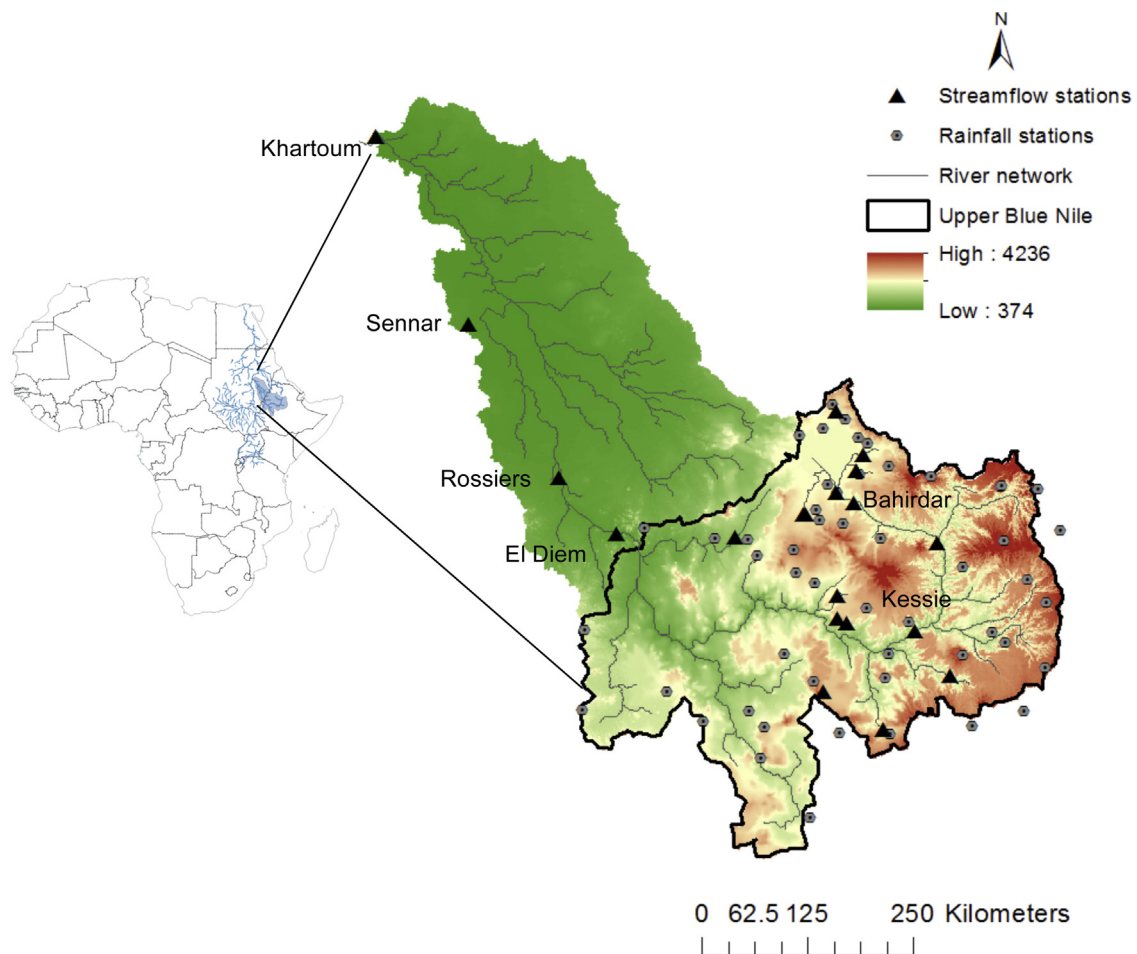 N
Streamflow stations
Rainfall stations
River network
Upper Blue Nile
High : 4236
Low : 374
Khartoum
Sennar
Rossiers
El Diem
Bahirdar
Kessie
0 62.5 125 250 Kilometers